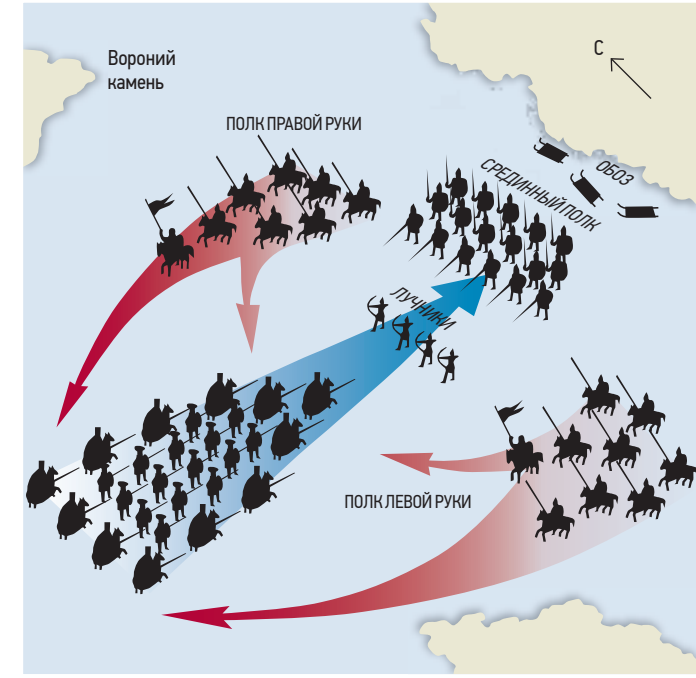 Вороний
камень
С
ПОЛК ПРАВОЙ РУКИ
ОБОЗ
СРЕДИННЫЙ ПОЛК
ЛУЧНИКИ
ПОЛК ЛЕВОЙ РУКИ